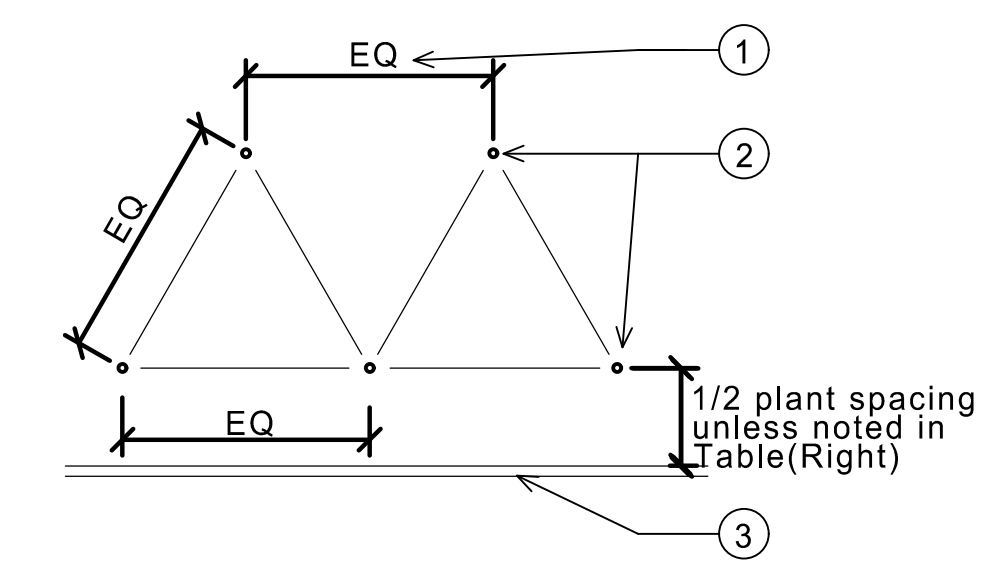 EQ
1
2
EQ
1/2 plant spacing
unless noted in
Table(Right)
EQ
3